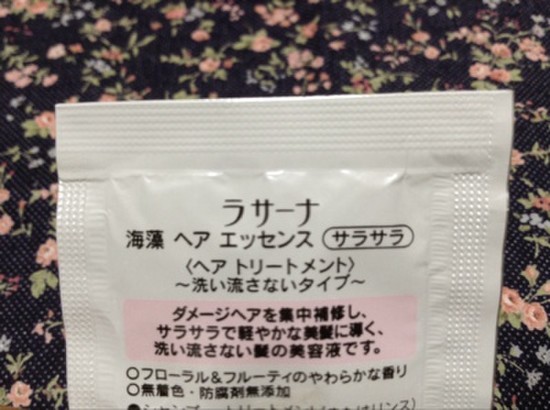 ラサーナ
海藻 ヘア エッセンス サラサラ
〈ヘア トリートメント〉
～洗い流さないタイプ～
ダメージヘアを集中補修し、
サラサラで軽やかな美髪に導く、
洗い流さない髪の美容液です。
○フローラル&フルーティのやわらかな香り
○無着色・防腐剤無添加